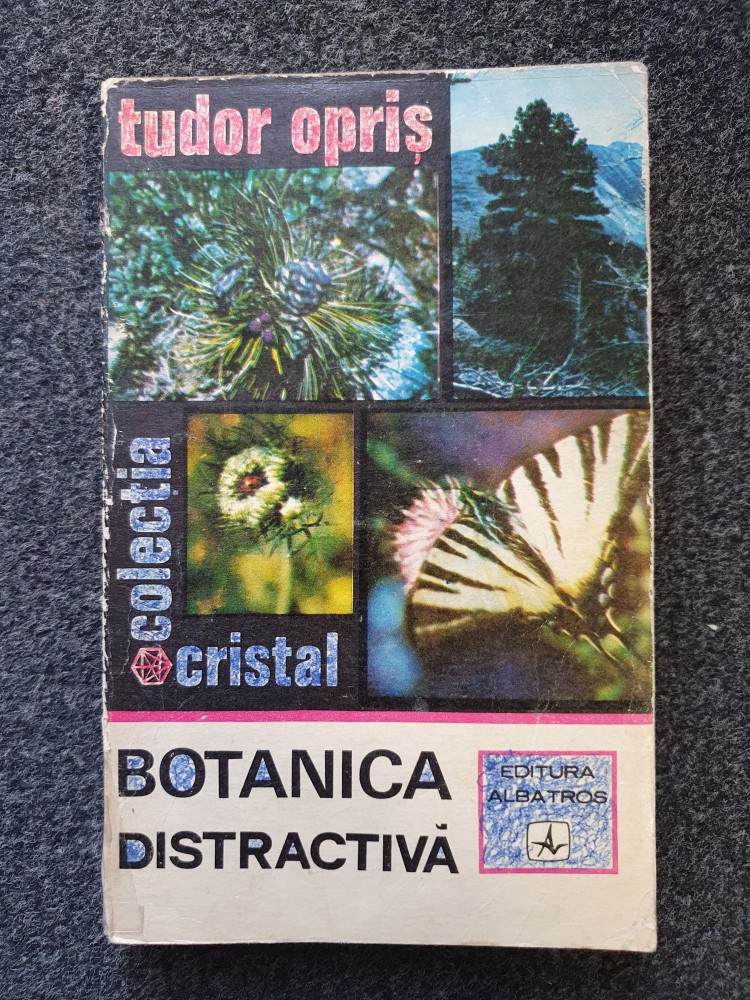 tudor opriș
colecția
cristal
BOTANICA
DISTRACTIVĂ
EDITURA
ALBATROS